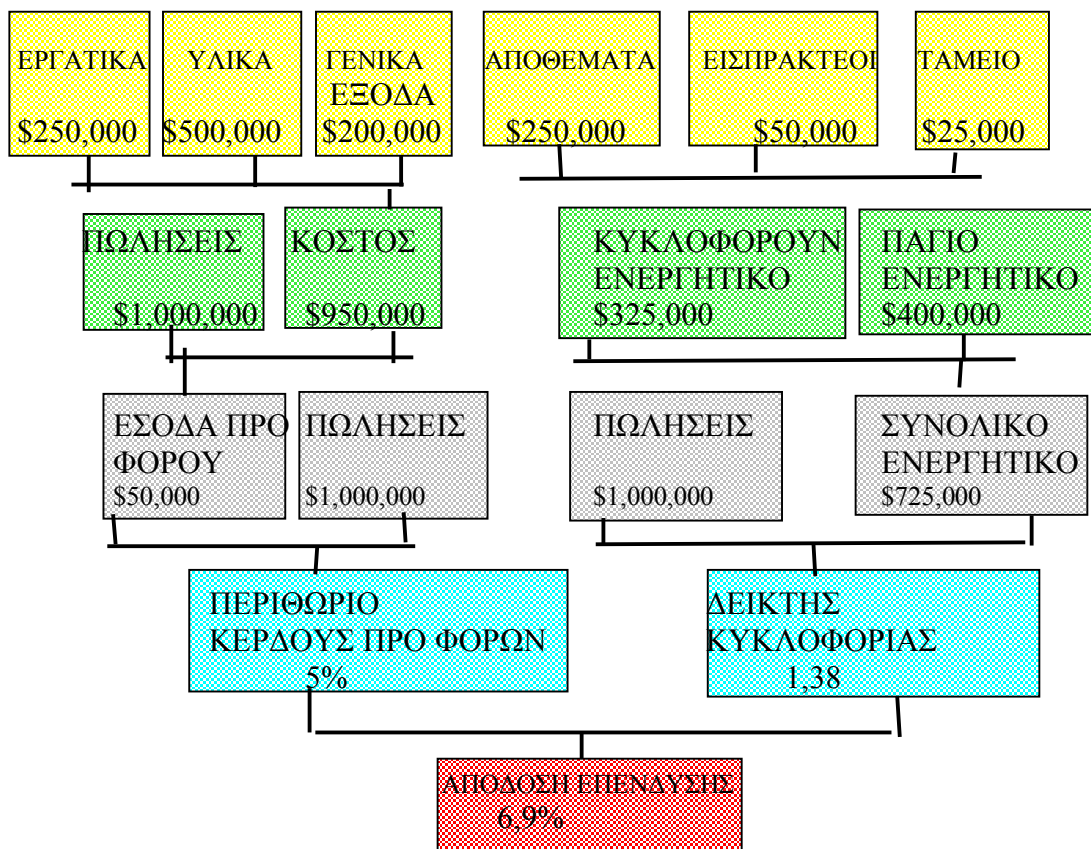 ΕΡΓΑΤΙΚΑ
$250,000
ΥΛΙΚΑ
$500,000
ΓΕΝΙΚΑ
ΕΞΟΔΑ
$200,000
ΑΠΟΘΕΜΑΤΑ
$250,000
ΕΙΣΠΡΑΚΤΕΟΙ
$50,000
ΤΑΜΕΙΟ
$25,000
ΠΩΛΗΣΕΙΣ
$1,000,000
ΚΟΣΤΟΣ
$950,000
ΚΥΚΛΟΦΟΡΟΥΝ
ΕΝΕΡΓΗΤΙΚΟ
$325,000
ΠΑΓΙΟ
ΕΝΕΡΓΗΤΙΚΟ
$400,000
ΕΣΟΔΑ ΠΡΟ
ΦΟΡΟΥ
$50,000
ΠΩΛΗΣΕΙΣ
$1,000,000
ΠΩΛΗΣΕΙΣ
$1,000,000
ΣΥΝΟΛΙΚΟ
ΕΝΕΡΓΗΤΙΚΟ
$725,000
ΠΕΡΙΘΩΡΙΟ
ΚΕΡΔΟΥΣ ΠΡΟ ΦΟΡΩΝ
5%
ΔΕΙΚΤΗΣ
ΚΥΚΛΟΦΟΡΙΑΣ
1,38
ΑΠΟΔΟΣΗ ΕΠΕΝΔΥΣΗΣ
6,9%